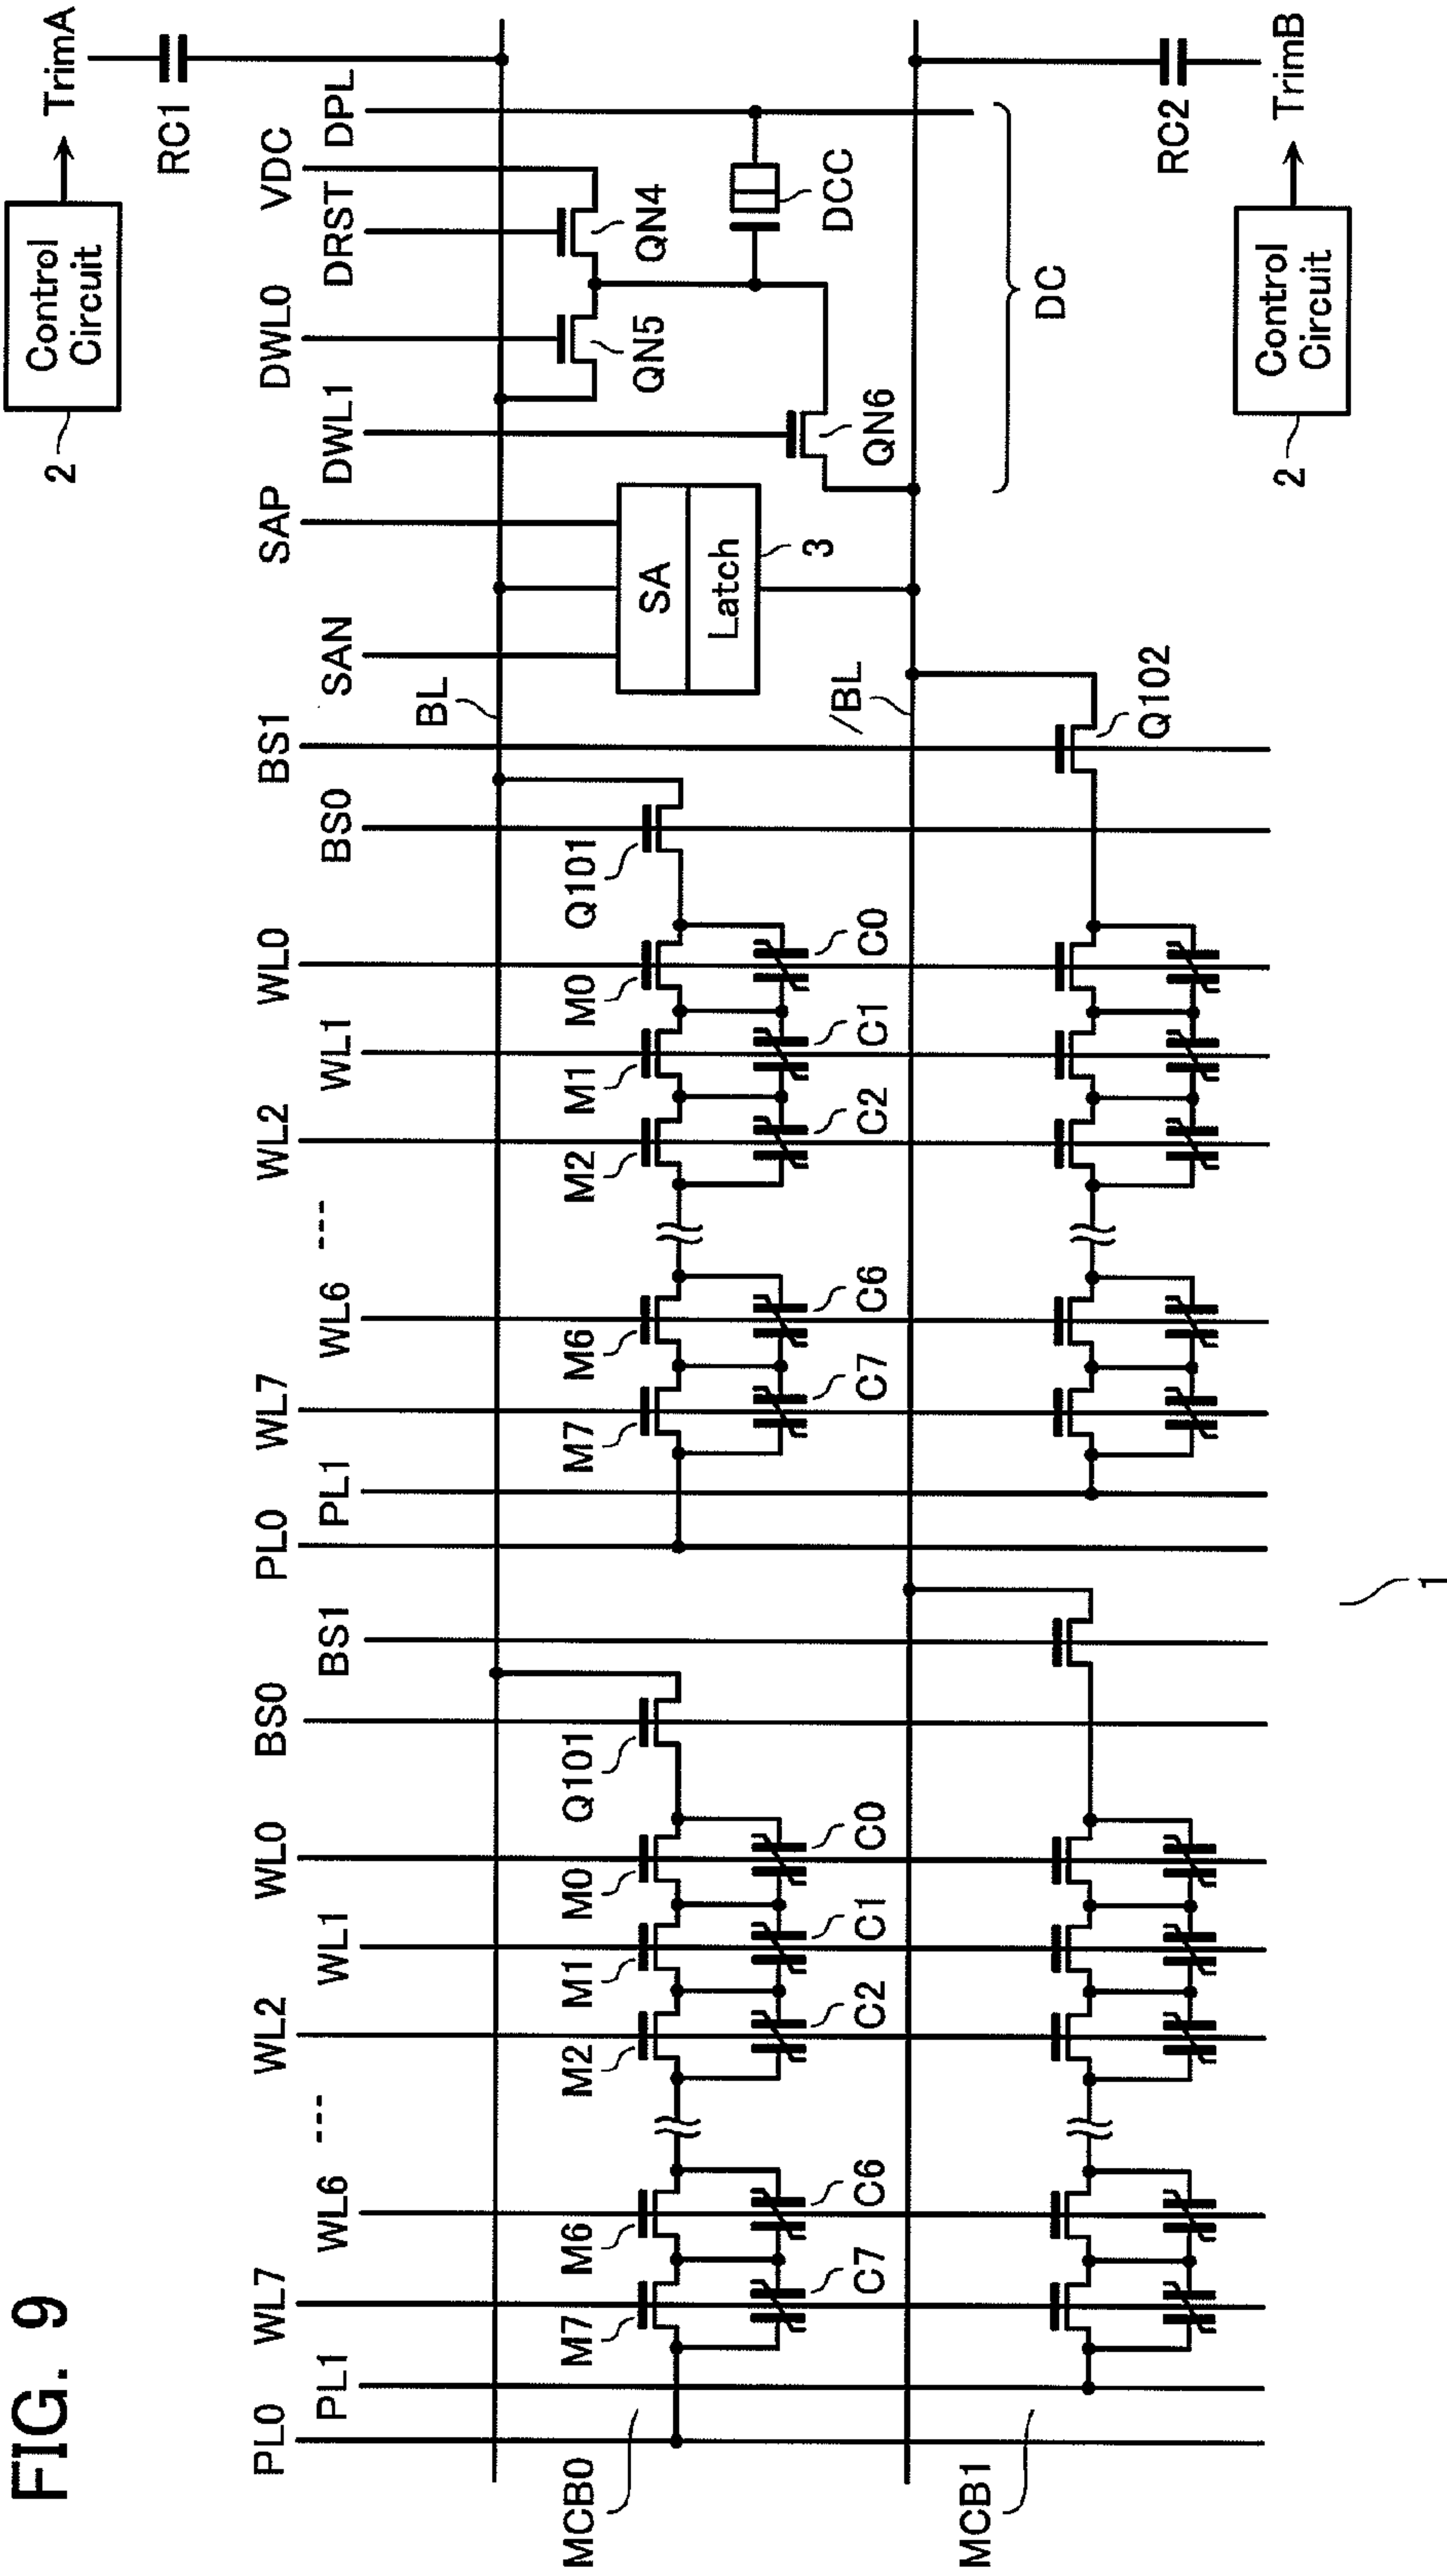 FIG. 9
Control
Circuit
TrimA
2
RC1
PL0
PL1
WL7
WL6
---
WL2
WL1
WL0
BS0
BS1
PL0
PL1
WL7
WL6
---
WL2
WL1
WL0
BS0
BS1
SAN
SAP
DWL1
DWL0
DRST
VDC
DPL
BL
MCB0
M7
M6
M2
M1
M0
Q101
M7
M6
M2
M1
M0
Q101
SA
Latch
3
QN5
QN4
C7
C6
C2
C1
C0
C7
C6
C2
C1
C0
/BL
QN6
DCC
MCB1
Q102
DC
RC2
Control
Circuit
TrimB
2
1